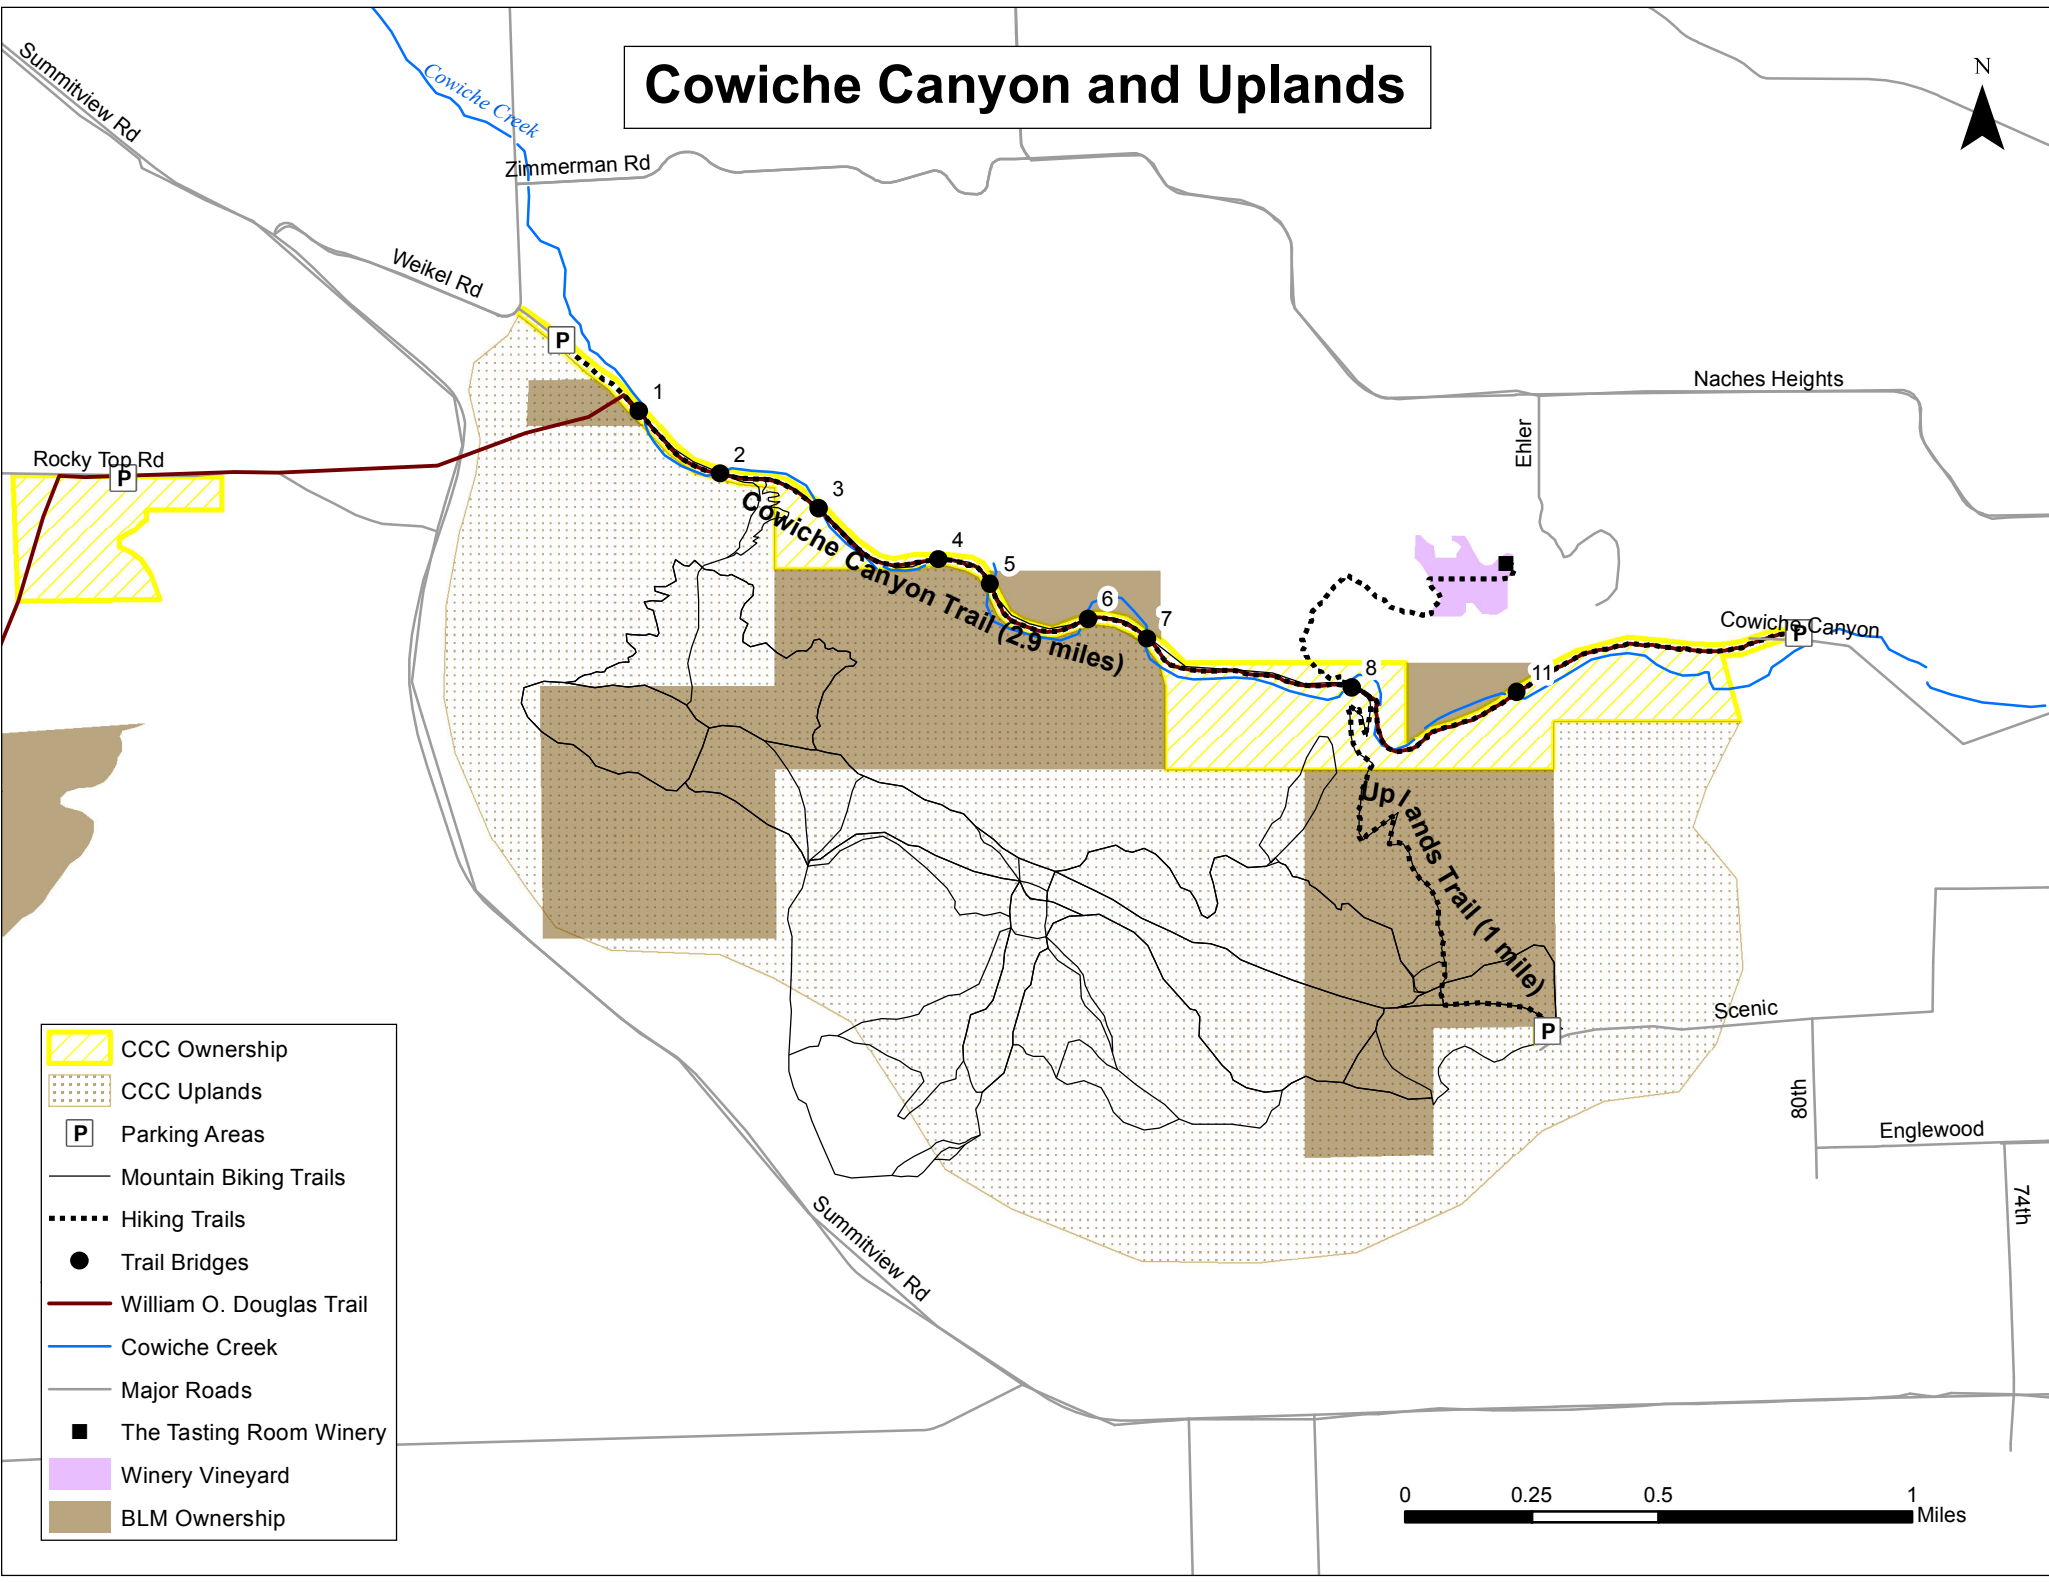 Cowiche Canyon and Uplands
N
Summitview Rd
Cowiche Creek
Zimmerman Rd
Weikel Rd
P
1
Naches Heights
Rocky Top Rd
P
2
3
Ehler
4
5
6
7
Cowiche Canyon
P
8
11
Cowiche Canyon Trail (2.9 miles)
Uplands Trail (1 mile)
P
Scenic
80th
Englewood
74th
Summitview Rd
CCC Ownership
CCC Uplands
P Parking Areas
Mountain Biking Trails
Hiking Trails
Trail Bridges
William O. Douglas Trail
Cowiche Creek
Major Roads
The Tasting Room Winery
Winery Vineyard
BLM Ownership
0 0.25 0.5 1
Miles